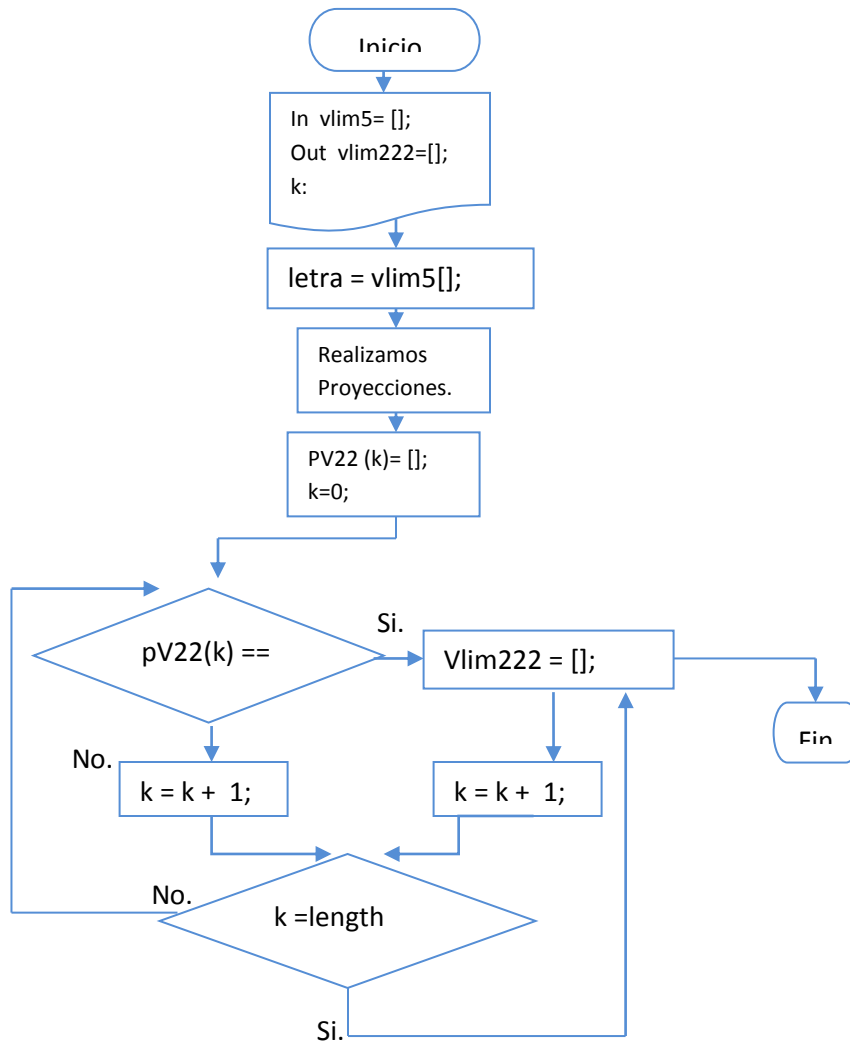 Inicio
In vlim5= [];
Out vlim222=[];
k:
letra = vlim5[];
Realizamos
Proyecciones.
PV22 (k)= [];
k=0;
pV22(k) ==
Si.
Vlim222 = [];
Fin
No.
k = k + 1;
k = k + 1;
No.
k =length
Si.